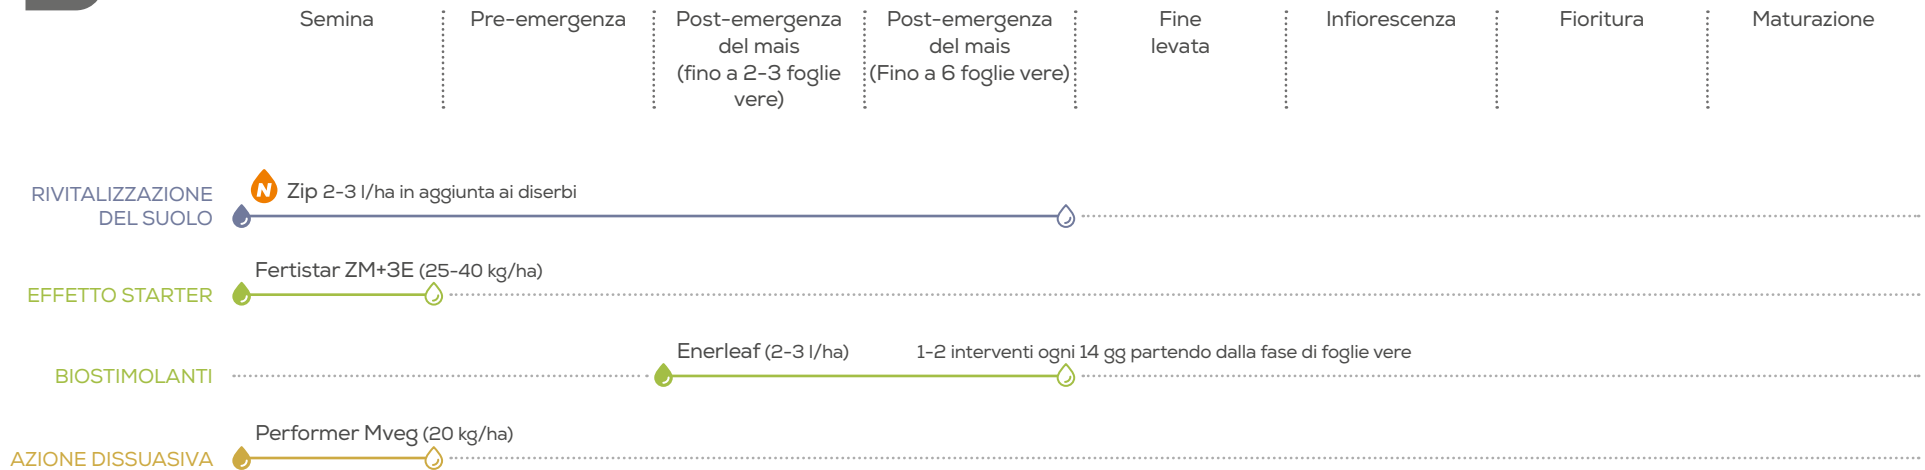 Semina
Pre-emergenza
Post-emergenza
del mais
(fino a 2-3 foglie
vere)
Post-emergenza
del mais
(Fino a 6 foglie vere)
Fine
levata
Infiorescenza
Fioritura
Maturazione
RIVITALIZZAZIONE
DEL SUOLO
N
Zip 2-3 l/ha in aggiunta ai diserbi
EFFETTO STARTER
Fertistar ZM+3E (25-40 kg/ha)
BIOSTIMOLANTI
Enerleaf (2-3 l/ha)
1-2 interventi ogni 14 gg partendo dalla fase di foglie vere
AZIONE DISSUASIVA
Performer Mveg (20 kg/ha)